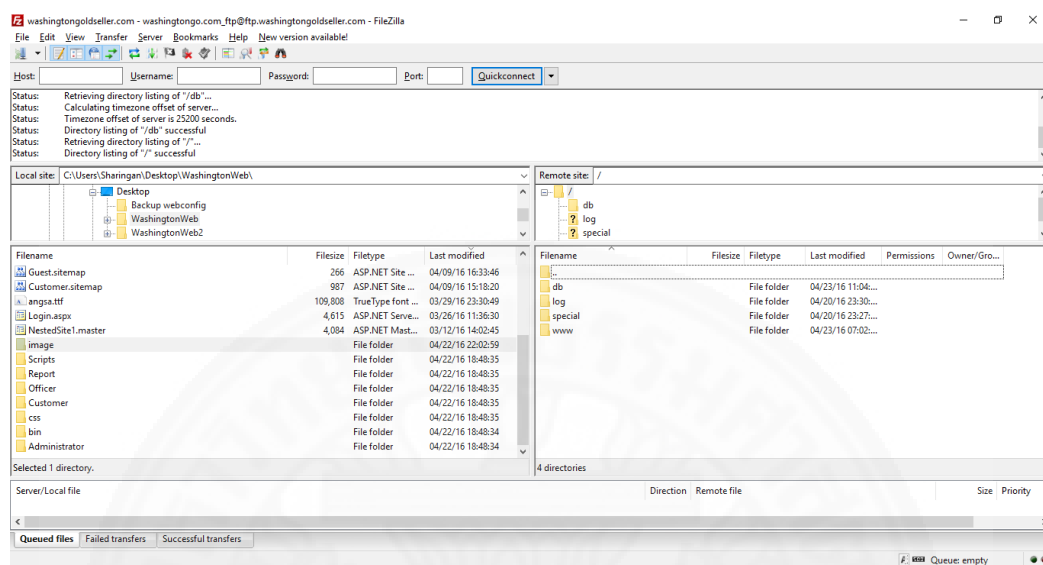 washingtongoldseller.com - washingtongo.com_ftp@ftp.washingtongoldseller.com - FileZilla
File Edit View Transfer Server Bookmarks Help New version available!
Host: Username: Password: Port: Quickconnect
Status: Retrieving directory listing of "/db"...
Status: Calculating timezone offset of server...
Status: Timezone offset of server is 25200 seconds.
Status: Directory listing of "/db" successful
Status: Retrieving directory listing of "/"...
Status: Directory listing of "/" successful
Local site: C:\Users\Sharingan\Desktop\WashingtonWeb\ Remote site: /
Desktop /
Backup webconfig db
WashingtonWeb ? log
WashingtonWeb2 ? special
Filename Filesize Filetype Last modified Filename Filesize Filetype Last modified Permissions Owner/Gro...
Guest.sitemap 266 ASP.NET Site ... 04/09/16 16:33:46 ..
Customer.sitemap 987 ASP.NET Site ... 04/09/16 15:18:20 db File folder 04/23/16 11:04:...
angsa.ttf 109,808 TrueType font ... 03/29/16 23:30:49 log File folder 04/20/16 23:30:...
Login.aspx 4,615 ASP.NET Serve... 03/26/16 11:36:30 special File folder 04/20/16 23:27:...
NestedSite1.master 4,084 ASP.NET Mast... 03/12/16 14:02:45 www File folder 04/23/16 07:02:...
image File folder 04/22/16 22:02:59
Scripts File folder 04/22/16 18:48:35
Report File folder 04/22/16 18:48:35
Officer File folder 04/22/16 18:48:35
Customer File folder 04/22/16 18:48:35
css File folder 04/22/16 18:48:35
bin File folder 04/22/16 18:48:34
Administrator File folder 04/22/16 18:48:34
Selected 1 directory. 4 directories
Server/Local file Direction Remote file Size Priority
Queued files Failed transfers Successful transfers
Queue: empty